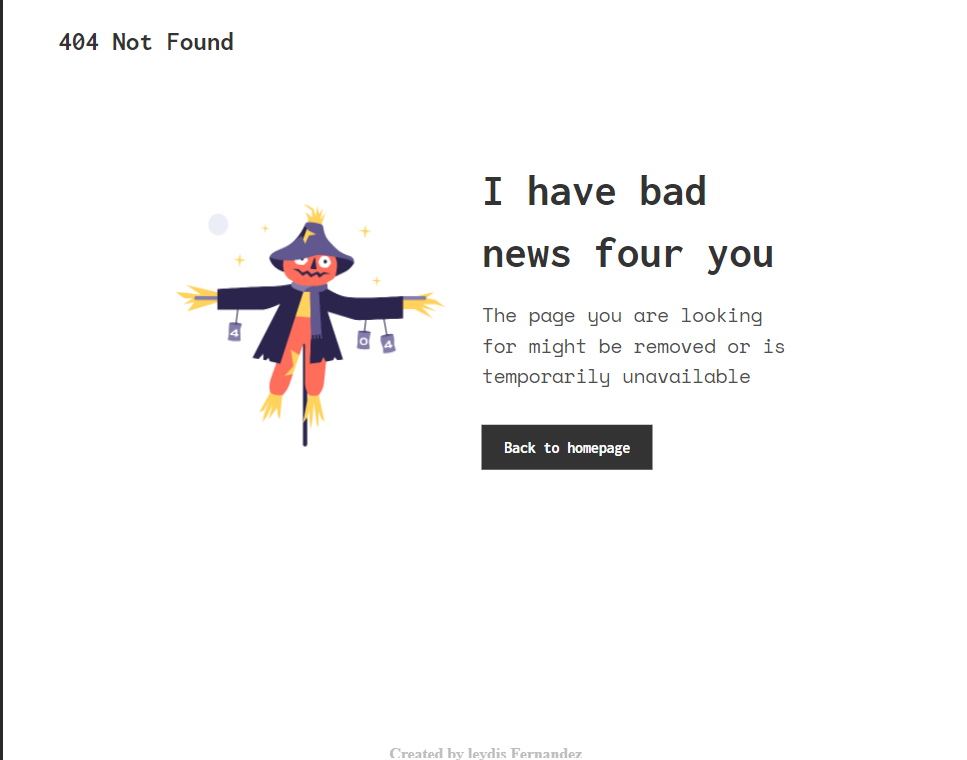 404 Not Found
I have bad
news four you
4
0
4
The page you are looking
for might be removed or is
temporarily unavailable
Back to homepage
Created by leydis Fernandez